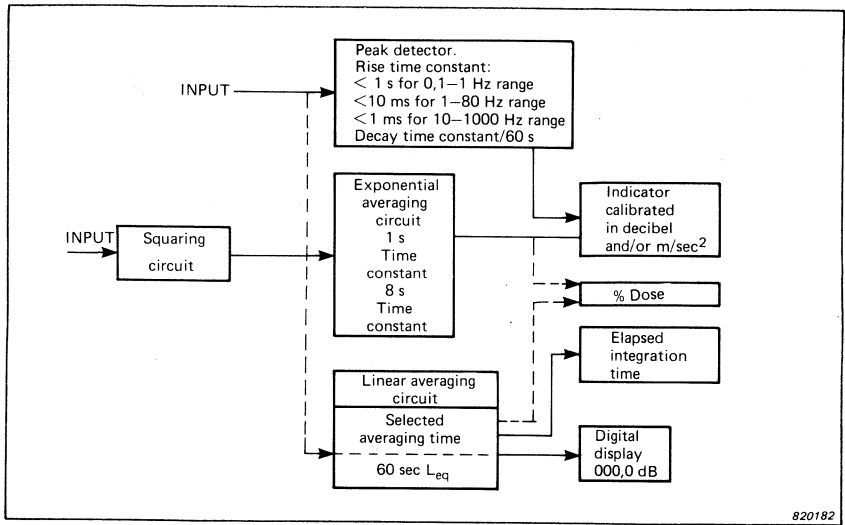 Peak detector.
Rise time constant:
< 1 s for 0,1–1 Hz range
<10 ms for 1–80 Hz range
<1 ms for 10–1000 Hz range
Decay time constant/60 s
INPUT
INPUT
Squaring
circuit
Exponential
averaging
circuit
1 s
Time
constant
8 s
Time
constant
Indicator
calibrated
in decibel
and/or m/sec²
% Dose
Elapsed
integration
time
Linear averaging
circuit
Selected
averaging time
60 sec Leq
Digital
display
000,0 dB
820182